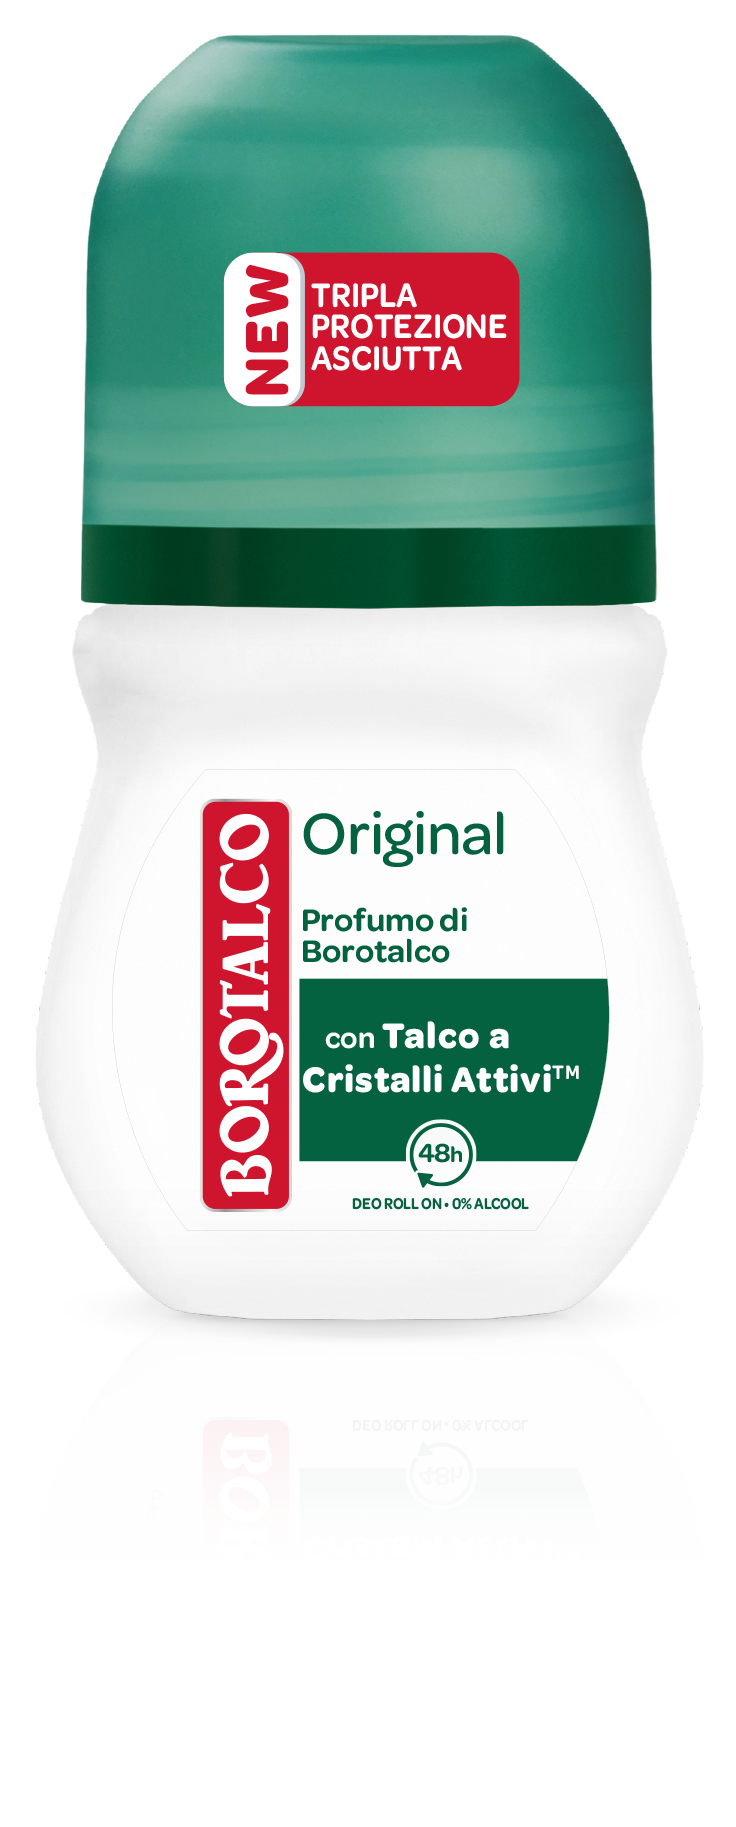 NEW
TRIPLA
PROTEZIONE
ASCIUTTA
BOROTALCO
Original
Profumo di
Borotalco
con Talco a
Cristalli Attivi™
48h
DEO ROLL ON • 0% ALCOOL